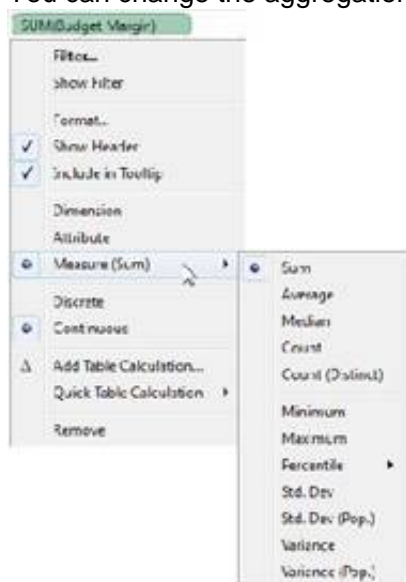 You can change the aggregation
SUM(Budget Margin)
Filter...
Show Filter
Format...
Show Header
Include in Tooltip
Dimension
Attribute
Measure (Sum)
Discrete
Continuous
Add Table Calculation...
Quick Table Calculation
Remove
Sum
Average
Median
Count
Count (Distinct)
Minimum
Maximum
Percentile
Std. Dev
Std. Dev (Pop.)
Variance
Variance (Pop.)